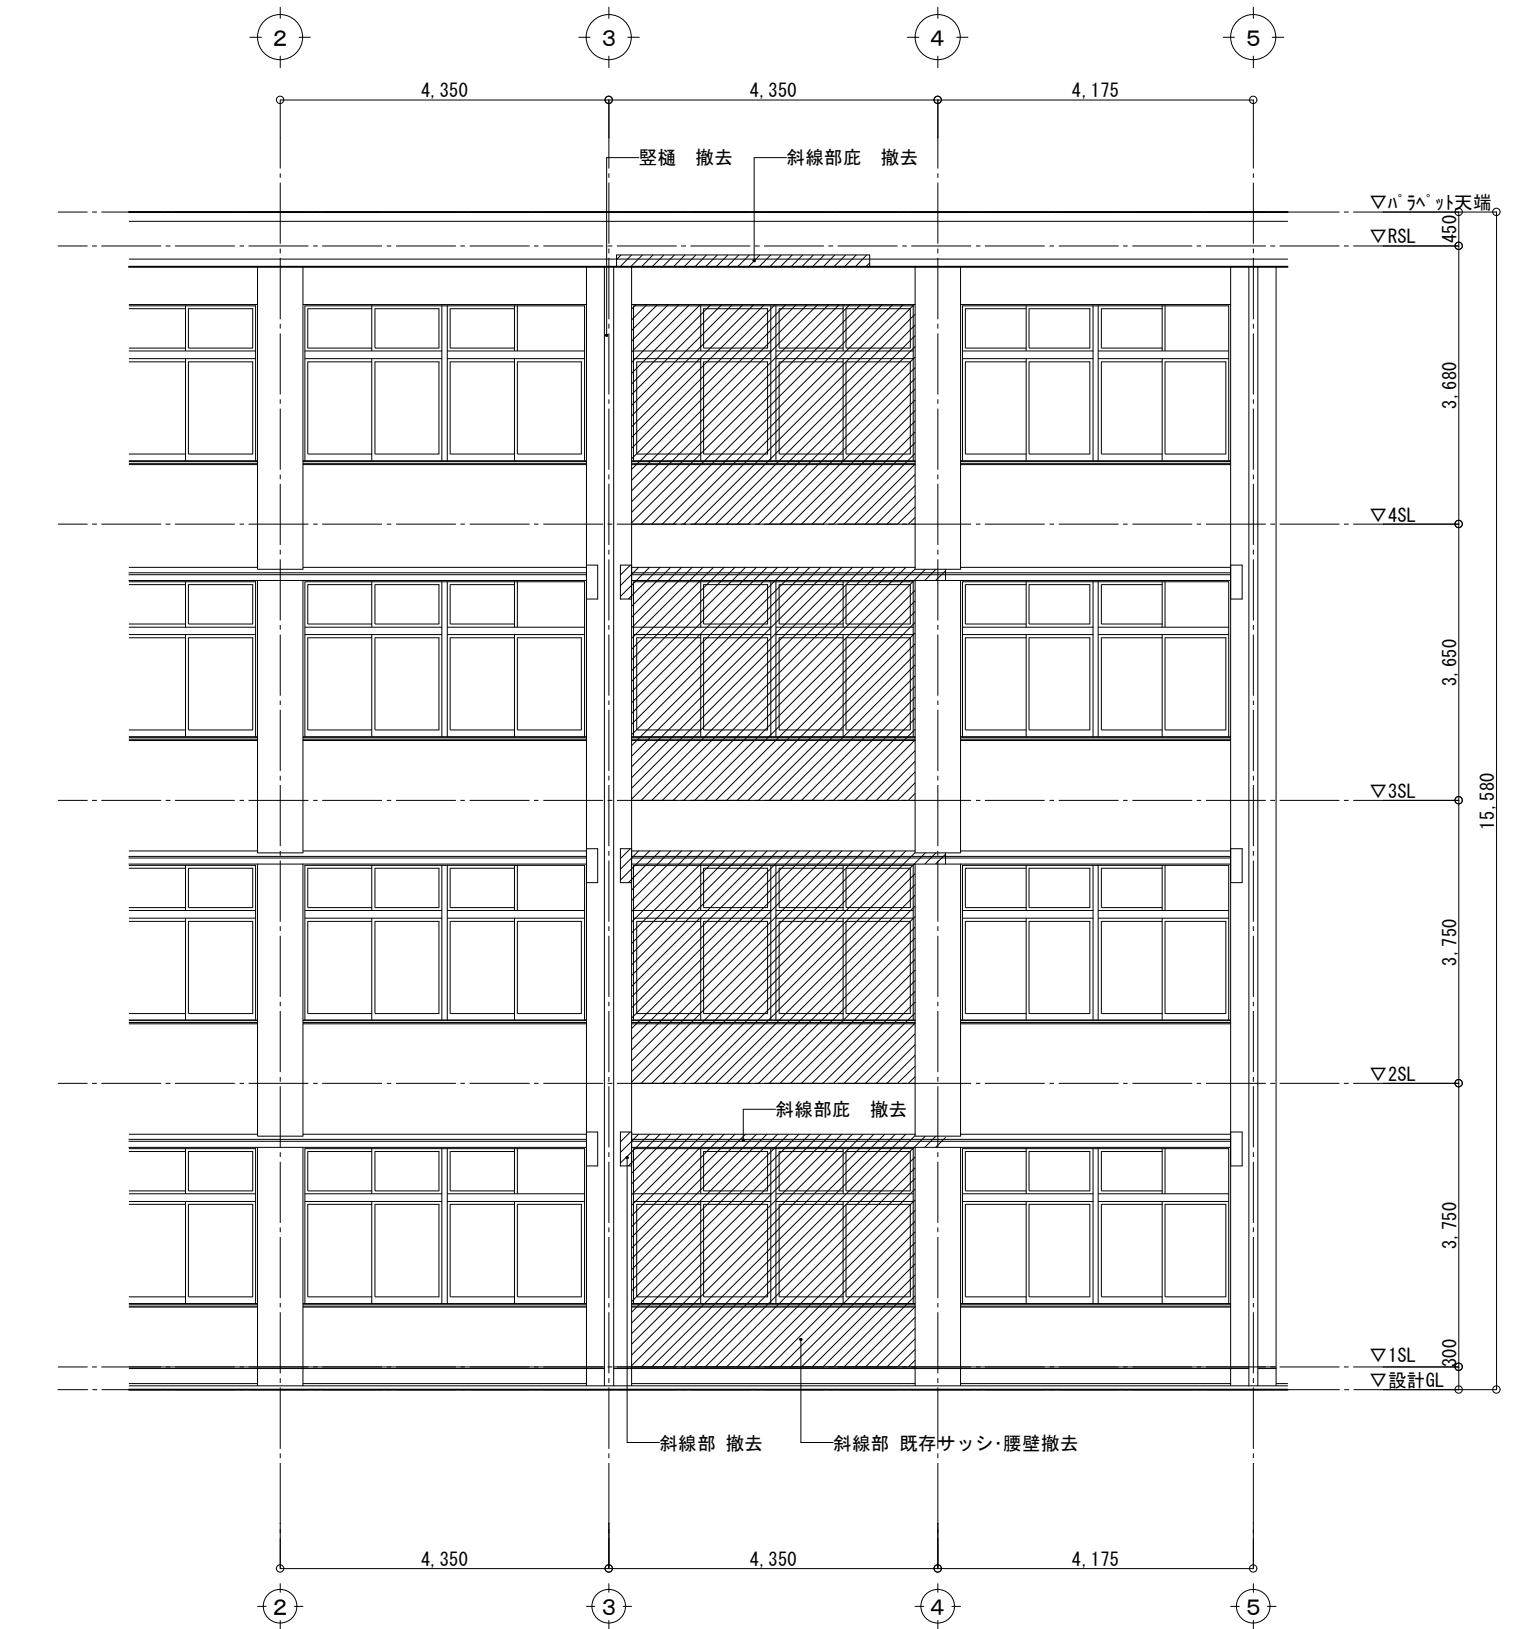 2 3 4 5
4,350 4,350 4,175
竪樋 撤去 斜線部庇 撤去
▽パラペット天端
450
▽RSL
3,680
▽4SL
3,650
▽3SL
15,580
3,750
▽2SL
斜線部庇 撤去
3,750
▽1SL
300
▽設計GL
斜線部 撤去 斜線部 既存サッシ・腰壁撤去
4,350 4,350 4,175
2 3 4 5